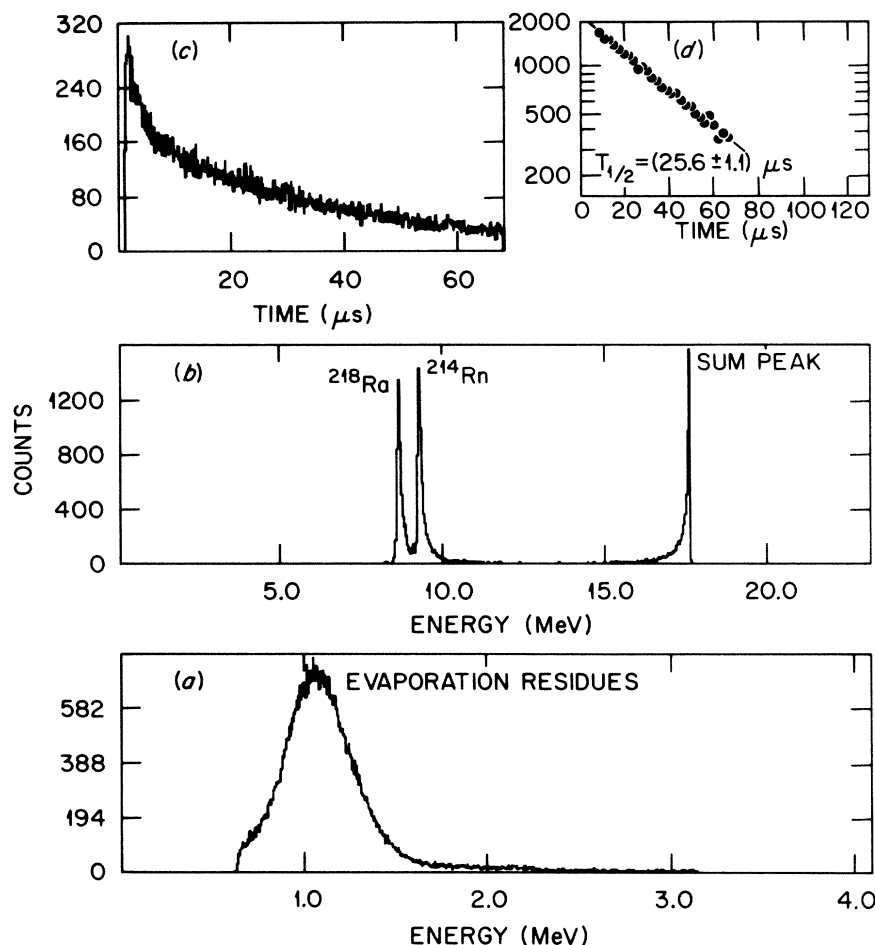 320
240
160
80
0
(c)
20 40 60
TIME (μs)
2000
1000
500
200
(d)
T1/2=(25.6 ±1.1) μs
0 20 40 60 80 100 120
TIME (μs)
COUNTS
1200
800
400
0
(b)
218Ra
214Rn
SUM PEAK
5.0 10.0 15.0 20.0
ENERGY (MeV)
582
388
194
0
(a)
EVAPORATION RESIDUES
1.0 2.0 3.0 4.0
ENERGY (MeV)